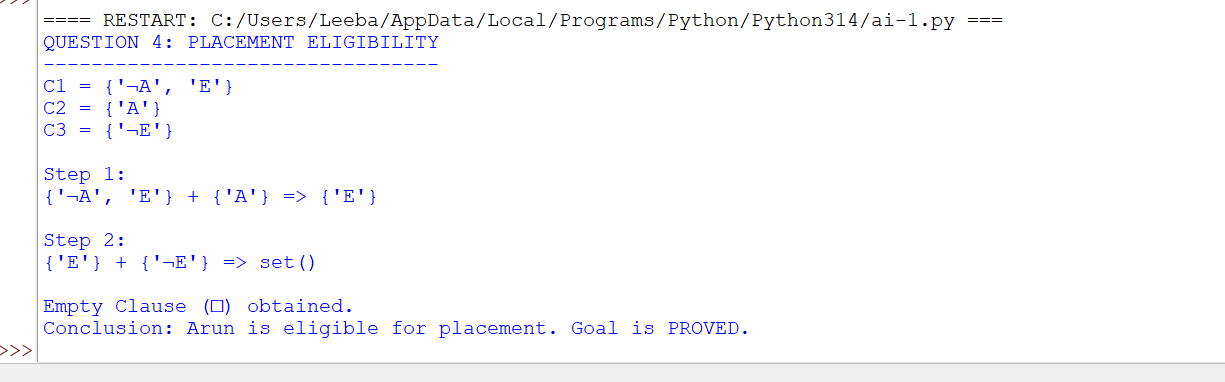 >>>
==== RESTART: C:/Users/Leeba/AppData/Local/Programs/Python/Python314/ai-1.py ===
QUESTION 4: PLACEMENT ELIGIBILITY
---------------------------------
C1 = {'¬A', 'E'}
C2 = {'A'}
C3 = {'¬E'}
Step 1:
{'¬A', 'E'} + {'A'} => {'E'}
Step 2:
{'E'} + {'¬E'} => set()
Empty Clause (□) obtained.
Conclusion: Arun is eligible for placement. Goal is PROVED.
>>>